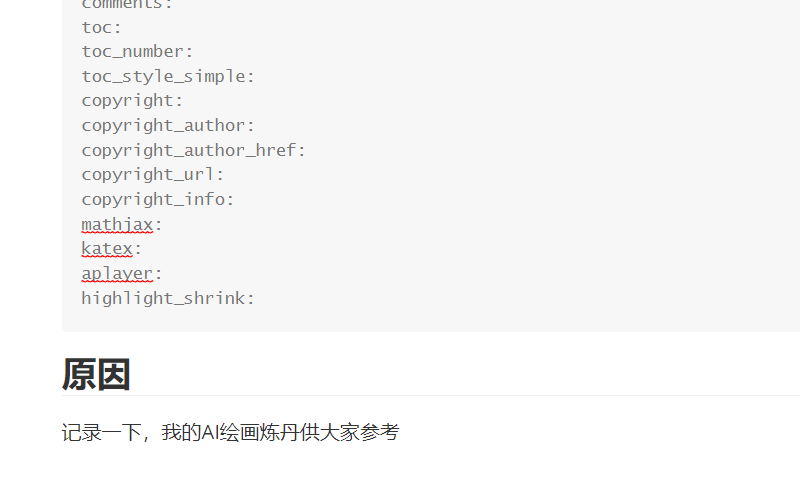 comments:
toc:
toc_number:
toc_style_simple:
copyright:
copyright_author:
copyright_author_href:
copyright_url:
copyright_info:
mathjax:
katex:
aplayer:
highlight_shrink:
原因
记录一下，我的AI绘画炼丹供大家参考